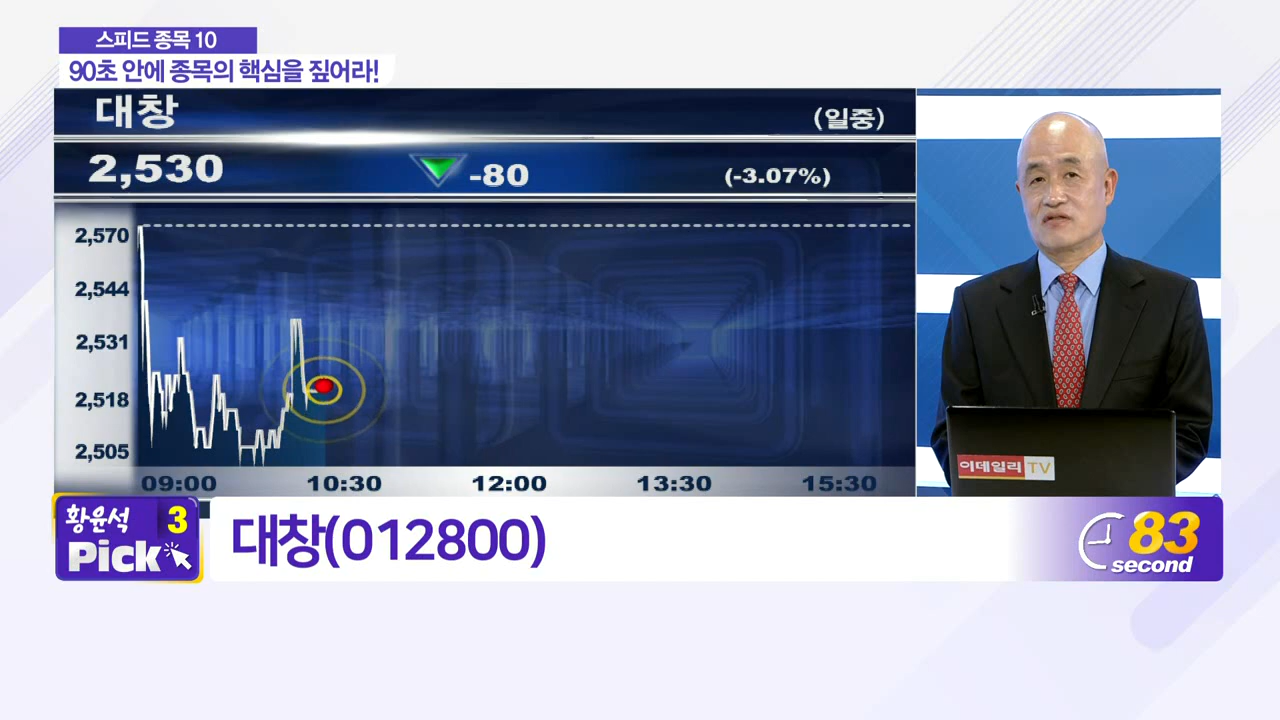 스피드 종목 10
90초 안에 종목의 핵심을 짚어라!
대창
(일중)
2,530 -80 (-3.07%)
2,570
2,544
2,531
2,518
2,505
09:00 10:30 12:00 13:30 15:30
이데일리 TV
황윤석 3
Pick
대창(012800)
83
second